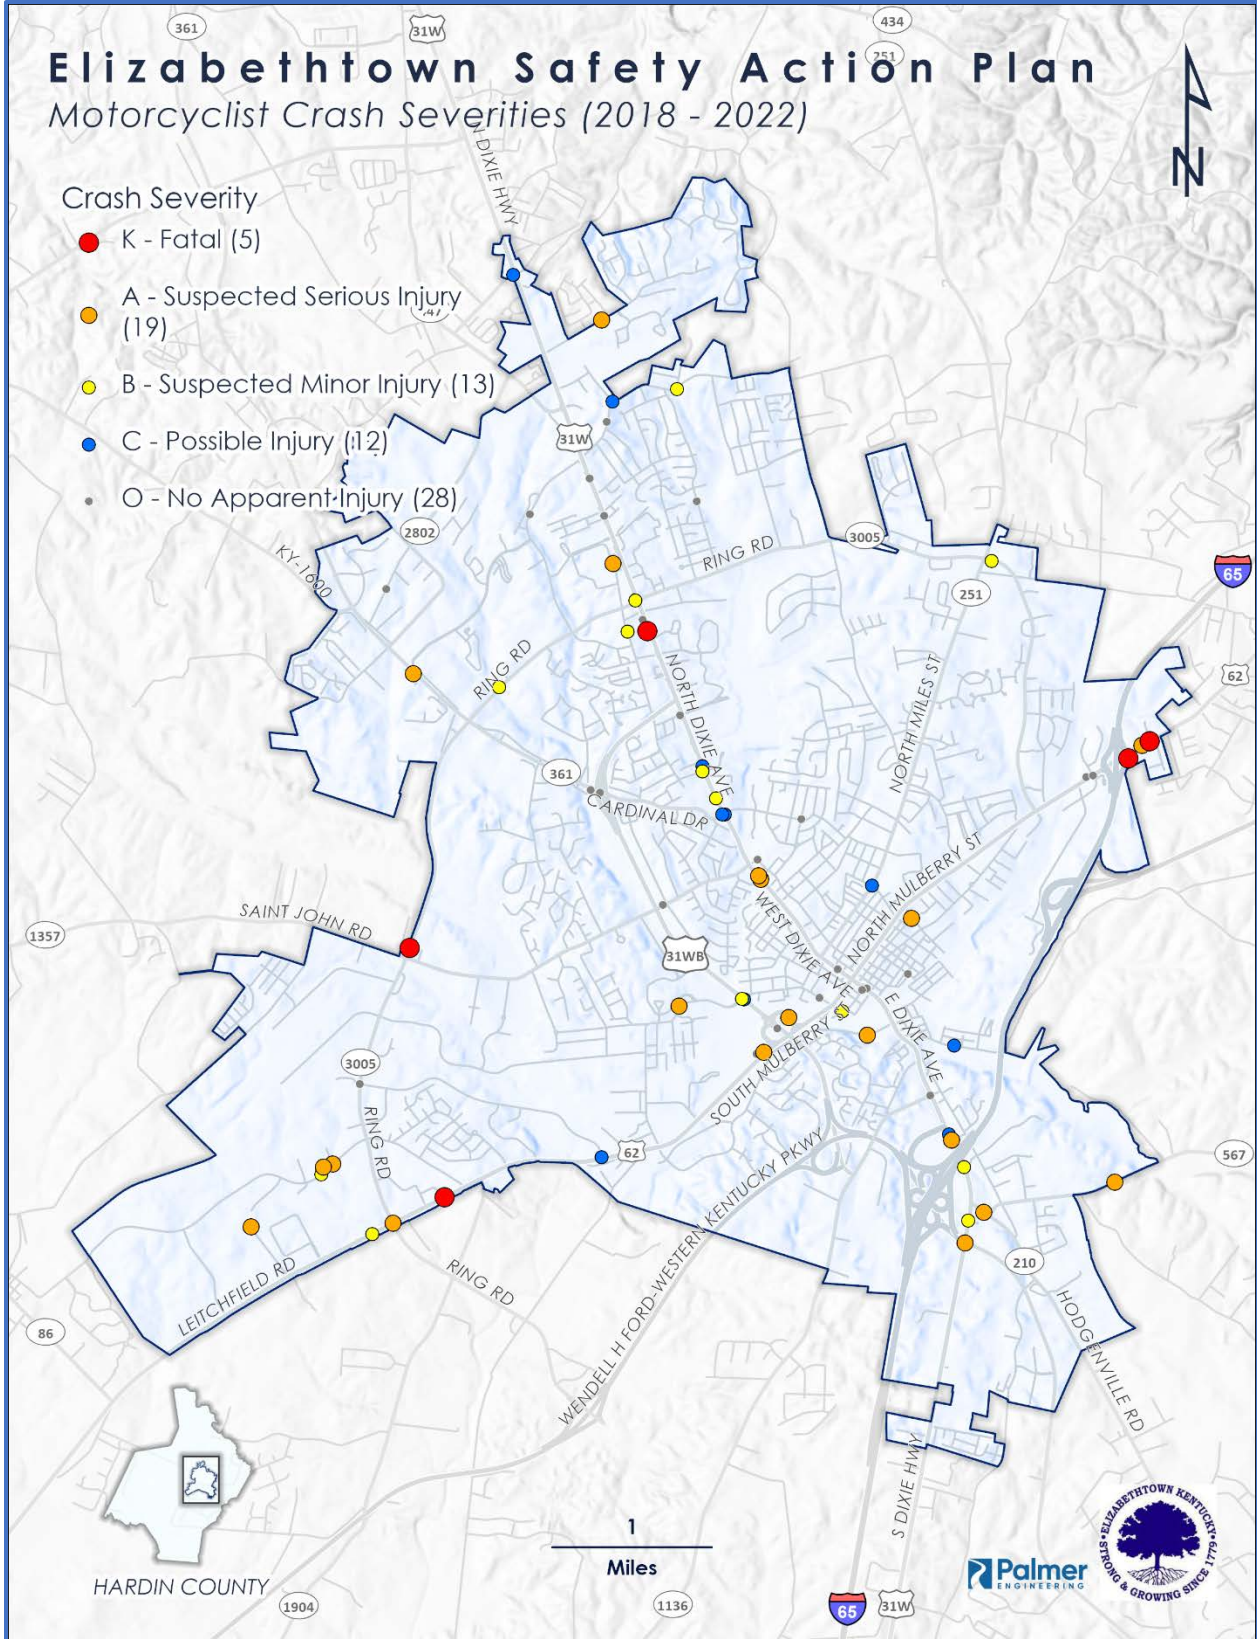 361
31W
434
251
Elizabethtown Safety Action Plan
Motorcyclist Crash Severities (2018 - 2022)
N
N DIXIE HWY
Crash Severity
K - Fatal (5)
A - Suspected Serious Injury
(19)
B - Suspected Minor Injury (13)
C - Possible Injury (12)
O - No Apparent Injury (28)
31W
2802
3005
RING RD
KY-1600
251
65
62
RING RD
NORTH DIXIE AVE
NORTH MILES ST
361
CARDINAL DR
NORTH MULBERRY ST
SAINT JOHN RD
1357
WEST DIXIE AVE
31WB
E DIXIE AVE
SOUTH MULBERRY ST
3005
RING RD
62
567
WENDELL H FORD-WESTERN KENTUCKY PKWY
210
LEITCHFIELD RD
RING RD
86
HODGENVILLE RD
S DIXIE HWY
1
Miles
HARDIN COUNTY
1904
1136
65
31W
Palmer
ENGINEERING
ELIZABETHTOWN KENTUCKY
STRONG & GROWING SINCE 1779